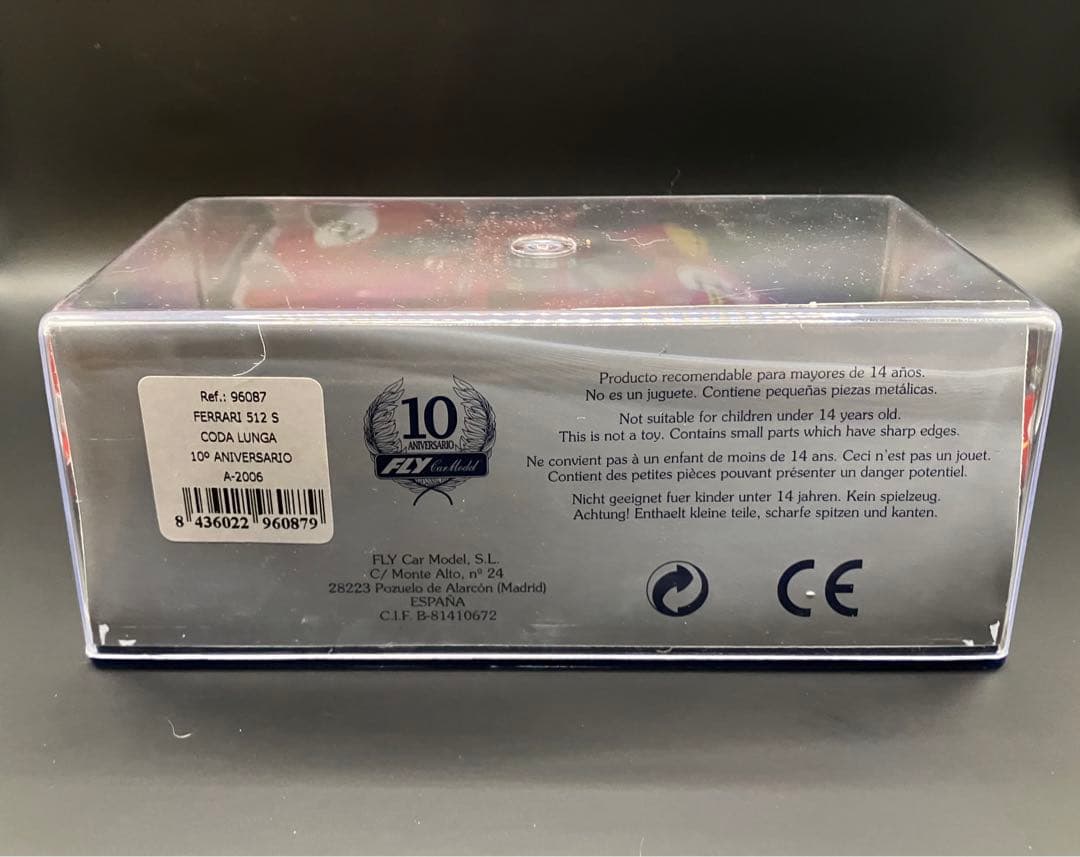 Ref.: 96087
FERRARI 512 S
CODA LUNGA
10º ANIVERSARIO
A-2006
8 436022 960879
10
ANIVERSARIO
FLY Car Model
Producto recomendable para mayores de 14 años.
No es un juguete. Contiene pequeñas piezas metálicas.
Not suitable for children under 14 years old.
This is not a toy. Contains small parts which have sharp edges.
Ne convient pas à un enfant de moins de 14 ans. Ceci n'est pas un jouet.
Contient des petites pièces pouvant présenter un danger potentiel.
Nicht geeignet fuer kinder unter 14 jahren. Kein spielzeug.
Achtung! Enthaelt kleine teile, scharfe spitzen und kanten.
FLY Car Model, S.L.
C/ Monte Alto, nº 24
28223 Pozuelo de Alarcón (Madrid)
ESPAÑA
C.I.F. B-81410672
CE